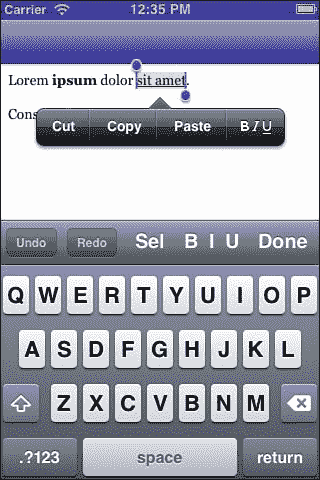 Carrier 12:35 PM
Lorem ipsum dolor sit amet.
Cons
Cut Copy Paste B I U
Undo Redo Sel B I U Done
Q W E R T Y U I O P
A S D F G H J K L
Z X C V B N M
.?123 space return